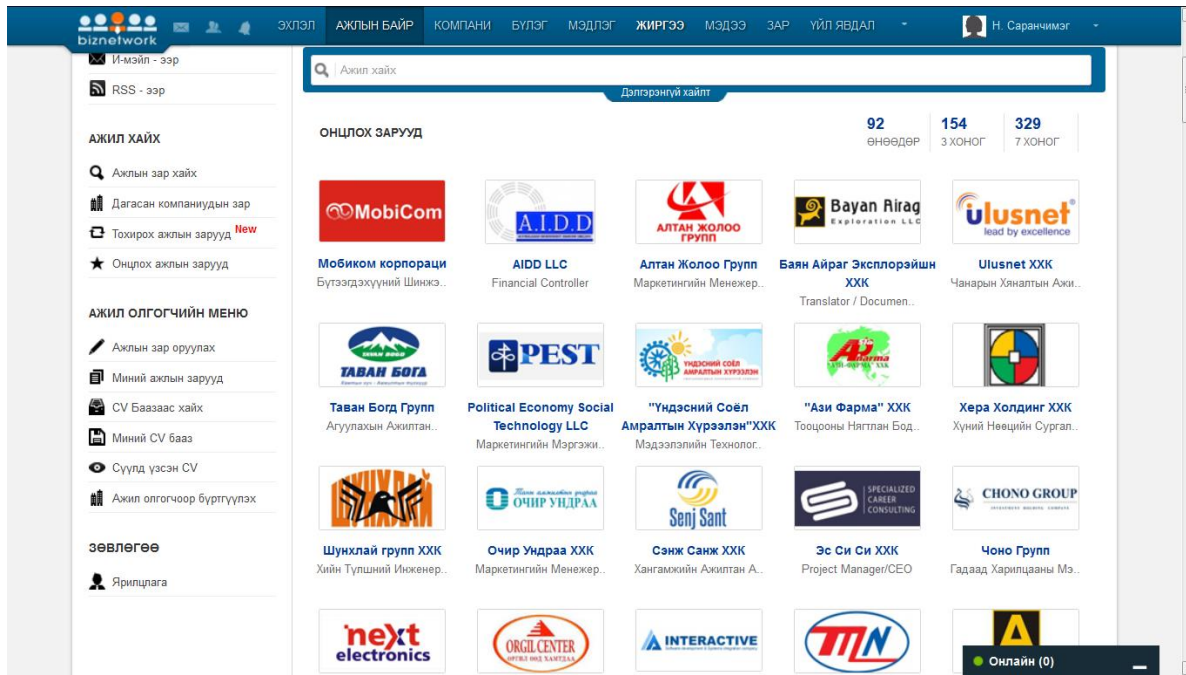 biznetwork
ЭХЛЭЛ АЖЛЫН БАЙР КОМПАНИ БҮЛЭГ МЭДЛЭГ ЖИРГЭЭ МЭДЭЭ ЗАР ҮЙЛ ЯВДАЛ Н. Саранчимэг
И-мэйл - ээр
RSS - ээр
АЖИЛ ХАЙХ
Ажлын зар хайх
Дагасан компаниудын зар
Тохирох ажлын зарууд New
Онцлох ажлын зарууд
АЖИЛ ОЛГОГЧИЙН МЕНЮ
Ажлын зар оруулах
Миний ажлын зарууд
CV Баазаас хайх
Миний CV бааз
Сүүлд үзсэн CV
Ажил олгогчоор бүртгүүлэх
ЗӨВЛӨГӨӨ
Ярилцлага
Ажил хайх
Дэлгэрэнгүй хайлт
ОНЦЛОХ ЗАРУУД
92 154 329
ӨНӨӨДӨР 3 ХОНОГ 7 ХОНОГ
MobiCom
Мобиком корпораци
Бүтээгдэхүүний Шинжэ..
A.I.D.D
AIDD LLC
Financial Controller
АЛТАН ЖОЛОО
ГРУПП
Алтан Жолоо Групп
Маркетингийн Менежер..
Bayan Airag
Exploration LLC
Баян Айраг Эксплорэйшн
ХХК
Translator / Documen..
ulusnet
lead by excellence
Ulusnet ХХК
Чанарын Хяналтын Ажи..
ТАВАН БОГД
Таван Богд Групп
Агуулахын Ажилтан..
PEST
Political Economy Social
Technology LLC
Маркетингийн Мэргэжи..
ҮНДЭСНИЙ СОЁЛ
АМРАЛТЫН ХҮРЭЭЛЭН
"Үндэсний Соёл
Амралтын Хүрээлэн"ХХК
Мэдээлэлийн Технолог..
"Ази Фарма" ХХК
Тооцооны Нягтлан Бод..
Хера Холдинг ХХК
Хүний Нөөцийн Сургал..
ШУНХЛАЙ
Шунхлай групп ХХК
Хийн Түлшний Инженер..
ОЧИР УНДРАА
Очир Ундраа ХХК
Маркетингийн Менежер..
Senj Sant
Сэнж Санж ХХК
Хангамжийн Ажилтан А..
SPECIALIZED
CAREER
CONSULTING
Эс Си Си ХХК
Project Manager/CEO
CHONO GROUP
Чоно Групп
Гадаад Харилцааны Мэ..
next
electronics
ORGIL CENTER
INTERACTIVE
MN
A
Онлайн (0)